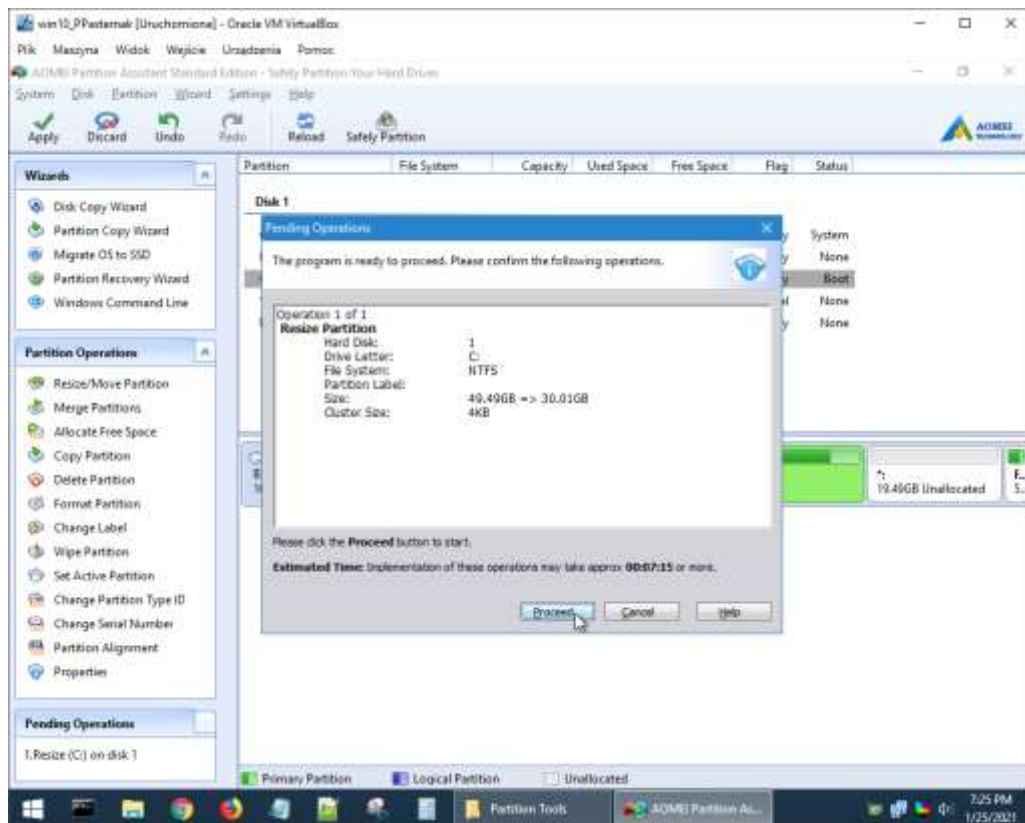 win10_PPasternak [Uruchomiona] - Oracle VM VirtualBox
Plik Maszyna Widok Wejście Urządzenia Pomoc
AOMEI Partition Assistant Standard Edition - Safely Partition Your Hard Drives
System Disk Partition Wizard Settings Help
Apply Discard Undo Redo Reload Safely Partition
AOMEI
Partition File System Capacity Used Space Free Space Flag Status
Wizards
Disk 1
Disk Copy Wizard
Partition Copy Wizard
Migrate OS to SSD
Partition Recovery Wizard
Windows Command Line
System
None
Boot
None
None
Pending Operations
The program is ready to proceed. Please confirm the following operations.
Operation 1 of 1
Resize Partition
Hard Disk: 1
Drive Letter: C:
File System: NTFS
Partition Label:
Size: 49.49GB => 30.01GB
Cluster Size: 4KB
Please click the Proceed button to start.
Estimated Time: Implementation of these operations may take approx 00:07:15 or more.
Proceed Cancel Help
Partition Operations
Resize/Move Partition
Merge Partitions
Allocate Free Space
Copy Partition
Delete Partition
Format Partition
Change Label
Wipe Partition
Set Active Partition
Change Partition Type ID
Change Serial Number
Partition Alignment
Properties
*:
19.49GB Unallocated
F...
5...
Pending Operations
1.Resize (C:) on disk 1
Primary Partition Logical Partition Unallocated
Partition Tools AOMEI Partition As...
7:25 PM
1/25/2021